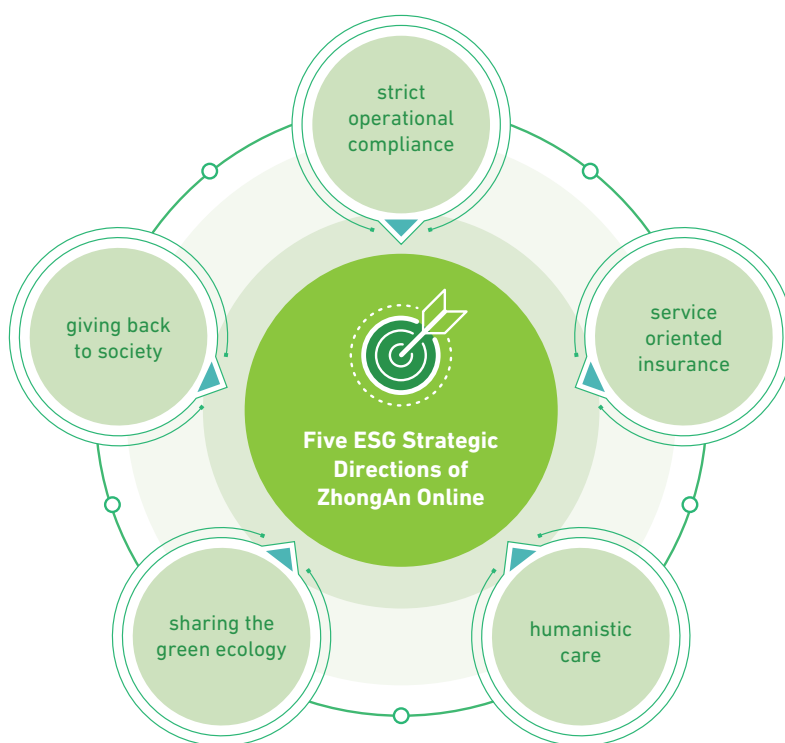 strict
operational
compliance
giving back
to society
service
oriented
insurance
Five ESG Strategic
Directions of
ZhongAn Online
sharing the
green ecology
humanistic
care